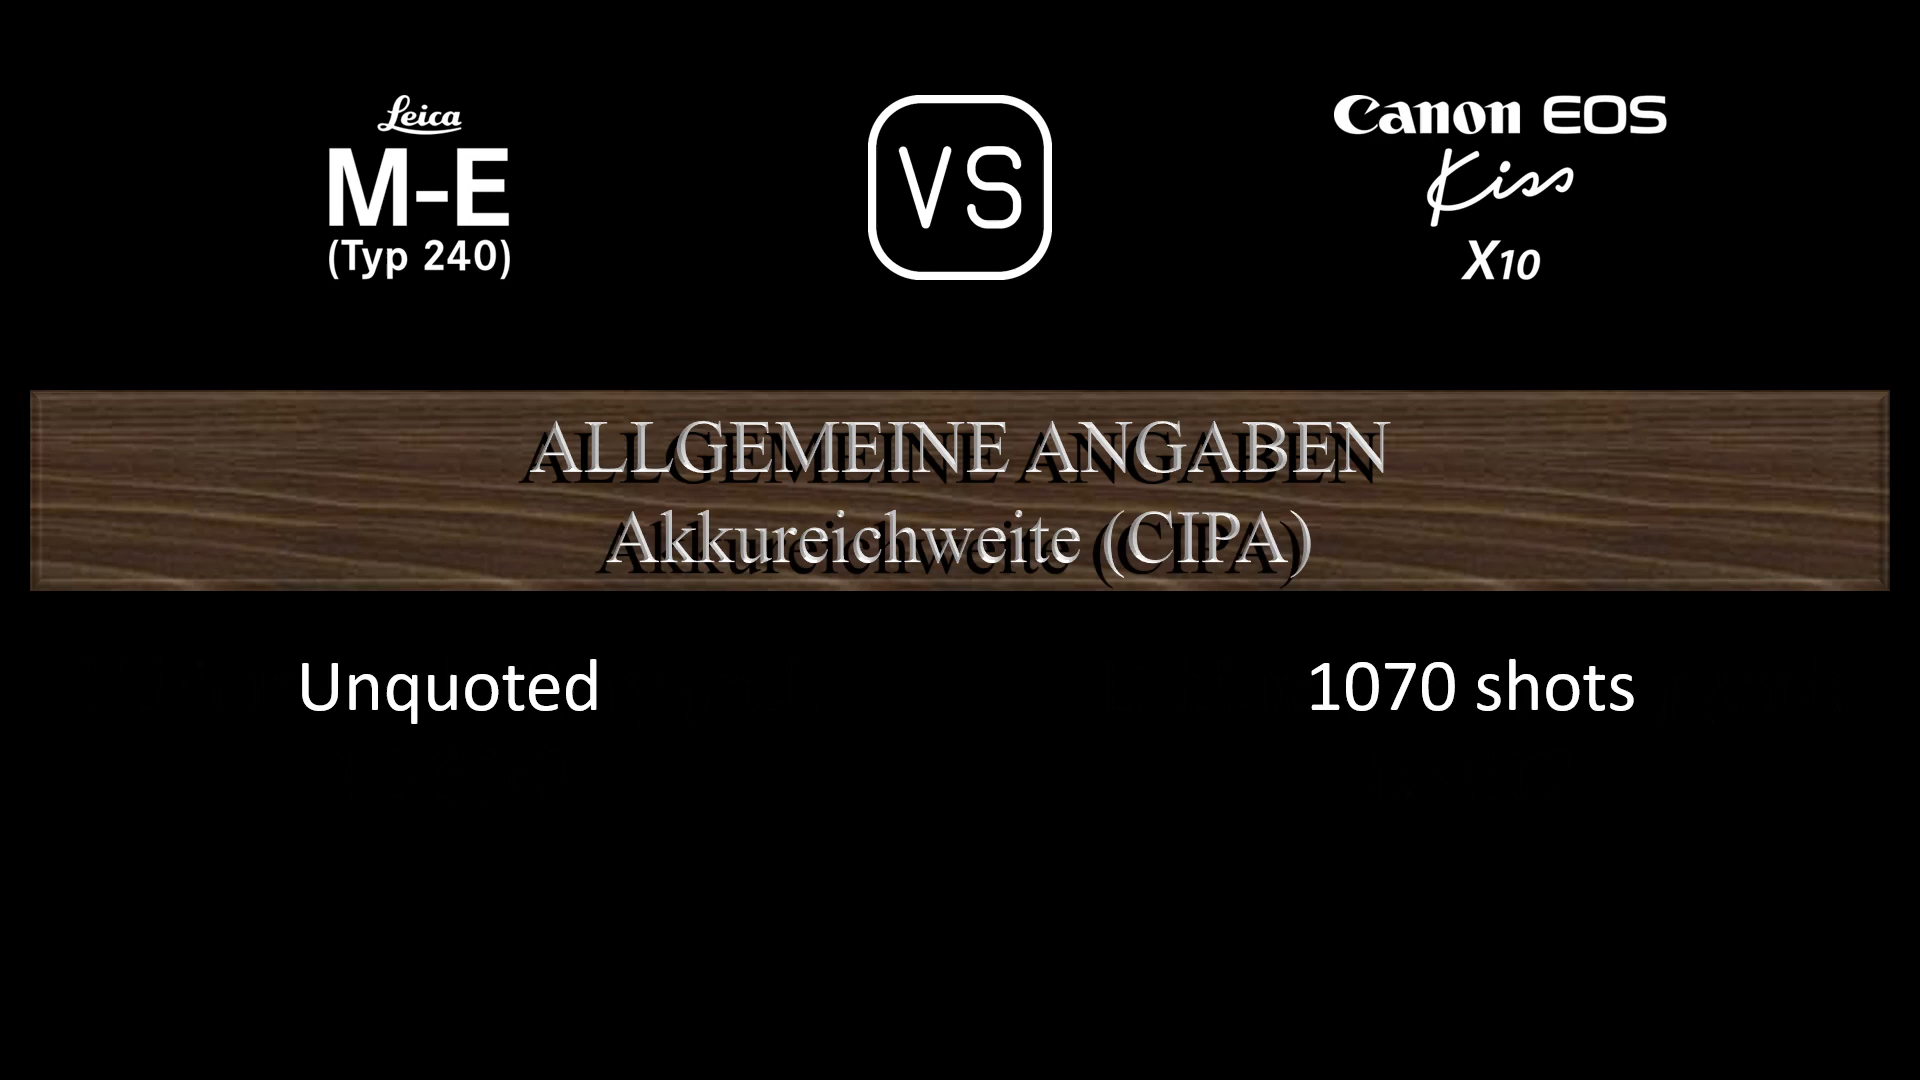 Leica
M-E
(Typ 240)
VS
Canon EOS
Kiss
X10
ALLGEMEINE ANGABEN
Akkureichweite (CIPA)
Unquoted
1070 shots